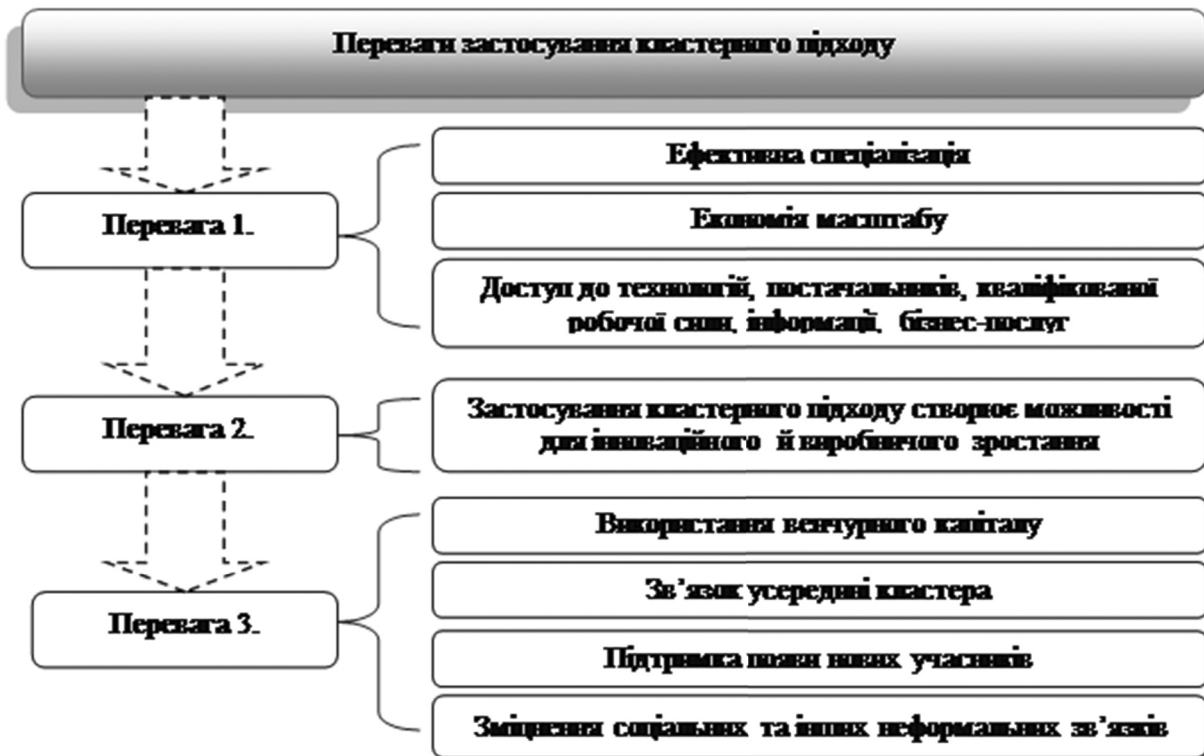 Переваги застосування кластерного підходу
Перевага 1.
Ефективна спеціалізація
Економія масштабу
Доступ до технологій, постачальників, кваліфікованої
робочої сили, інформації, бізнес-послуг
Перевага 2.
Застосування кластерного підходу створює можливості
для інноваційного й виробничого зростання
Перевага 3.
Використання венчурного капіталу
Зв’язок усередині кластера
Підтримка появи нових учасників
Зміцнення соціальних та інших неформальних зв’язків